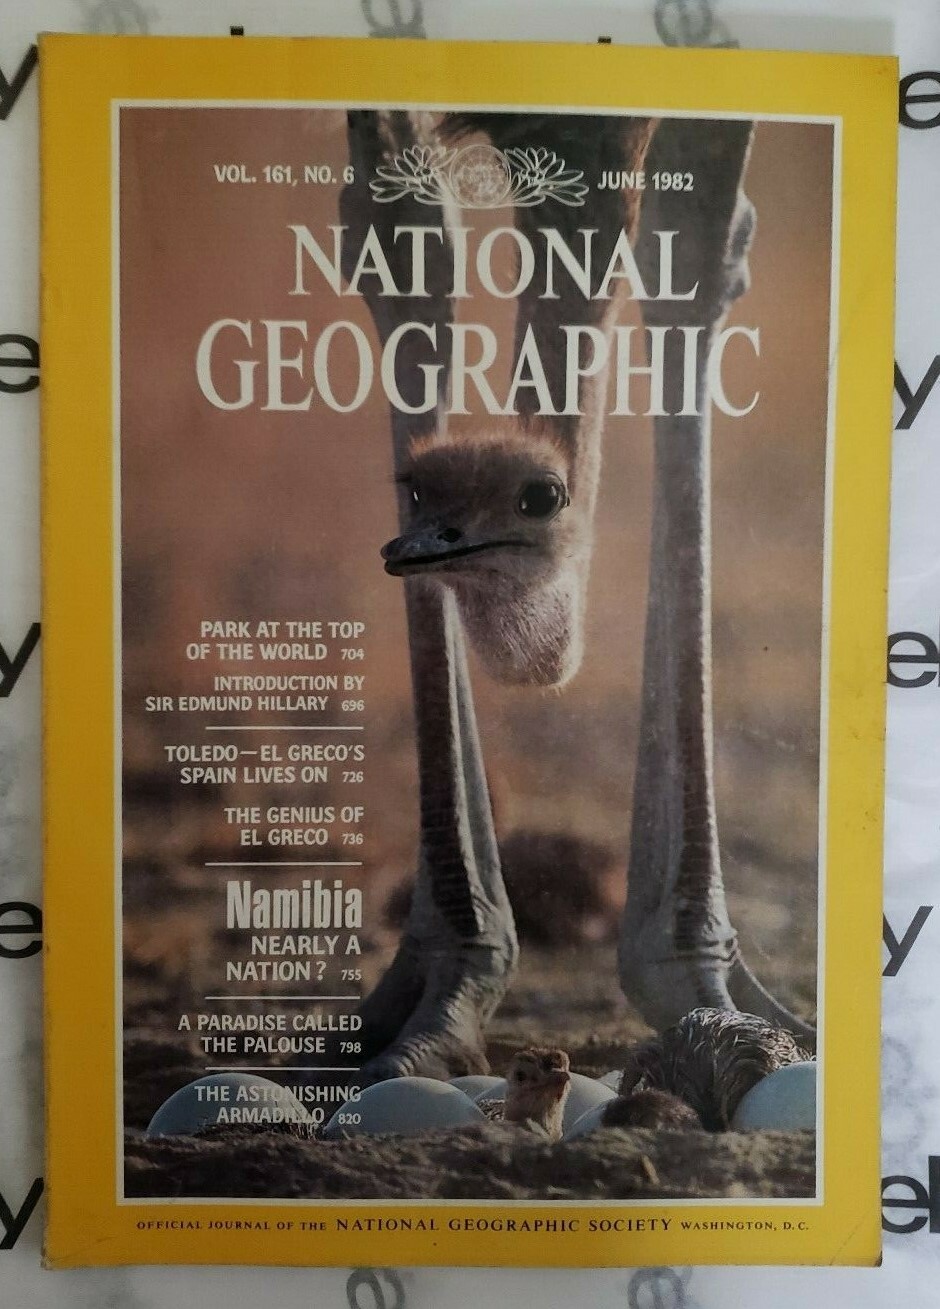 VOL. 161, NO. 6
JUNE 1982
NATIONAL
GEOGRAPHIC
PARK AT THE TOP
OF THE WORLD 704
INTRODUCTION BY
SIR EDMUND HILLARY 696
TOLEDO—EL GRECO'S
SPAIN LIVES ON 726
THE GENIUS OF
EL GRECO 736
Namibia
NEARLY A
NATION? 755
A PARADISE CALLED
THE PALOUSE 798
THE ASTONISHING
ARMADILLO 820
OFFICIAL JOURNAL OF THE NATIONAL GEOGRAPHIC SOCIETY WASHINGTON, D.C.